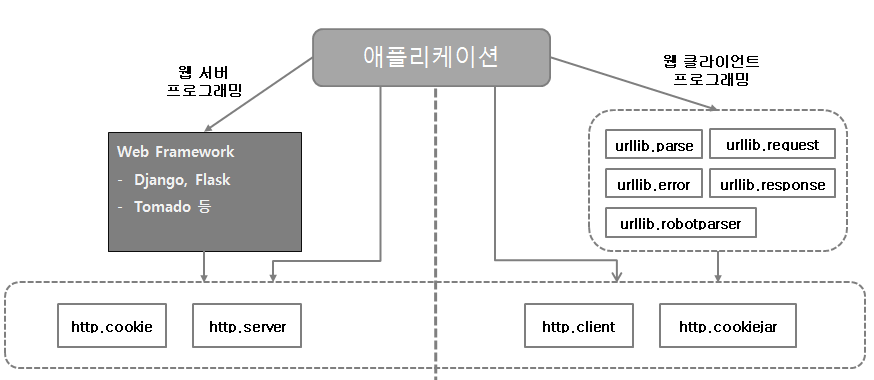 애플리케이션
웹 서버
프로그래밍
웹 클라이언트
프로그래밍
Web Framework
- Django, Flask
- Tomado 등
urllib.parse
urllib.request
urllib.error
urllib.response
urllib.robotparser
http.cookie
http.server
http.client
http.cookiejar